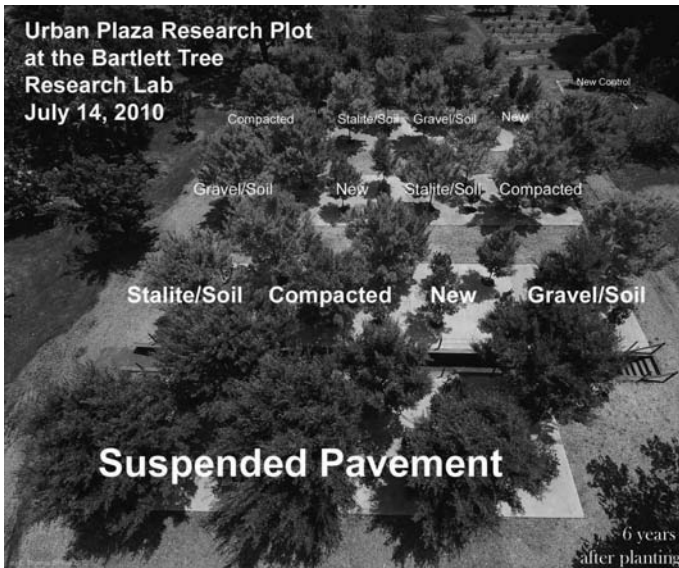 Urban Plaza Research Plot
at the Bartlett Tree
Research Lab
July 14, 2010
New Control
Compacted Stalite/Soil Gravel/Soil New
Gravel/Soil New Stalite/Soil Compacted
Stalite/Soil Compacted New Gravel/Soil
Suspended Pavement
6 years
after planting